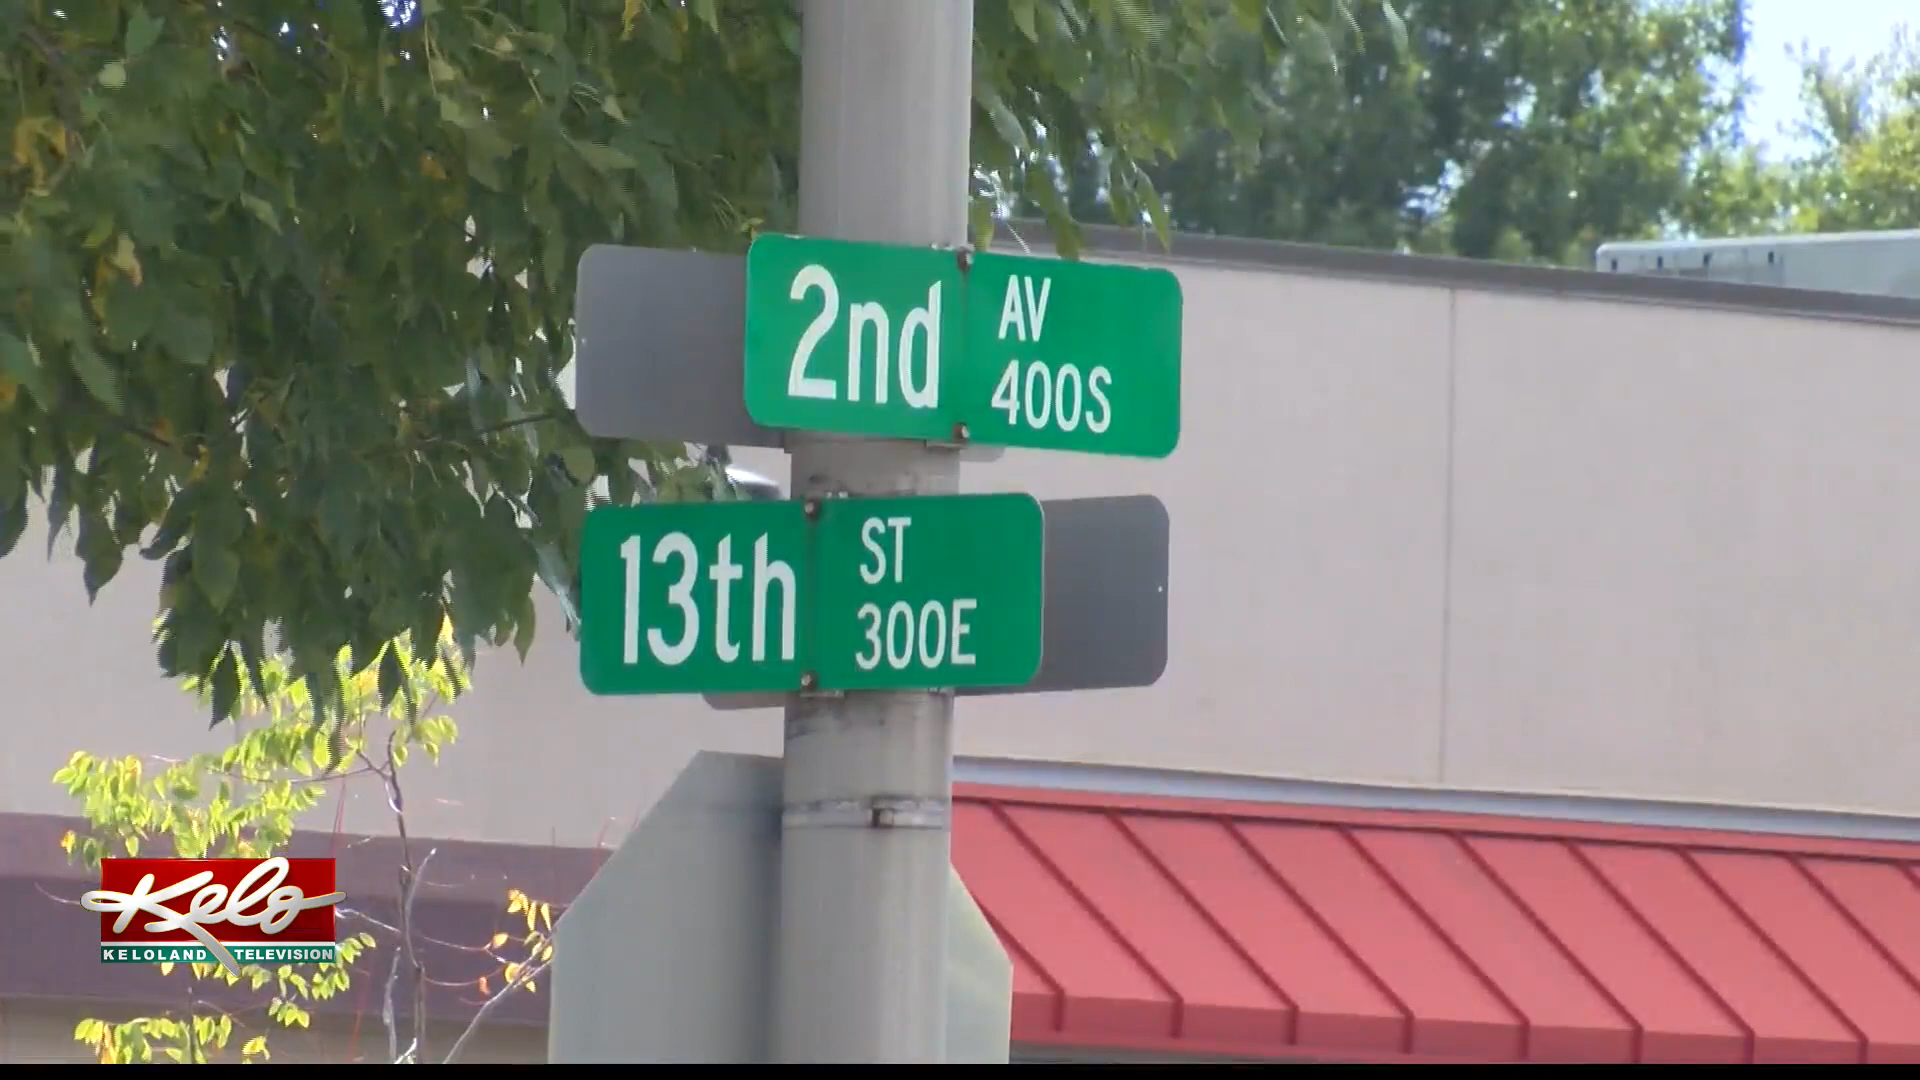 2nd AV
400S
13th ST
300E
Kelo
KELOLAND TELEVISION